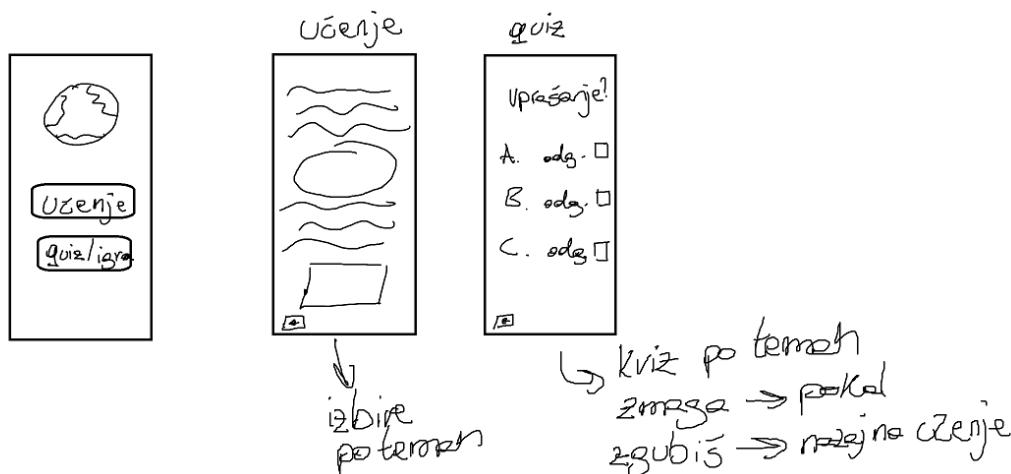 učenje
quiz/igra
učenje
izbire
po temah
quiz
Vprašanje?
A. odg.
B. odg.
C. odg.
kviz po temah
zmaga → pokal
zgubiš → nazaj na učenje